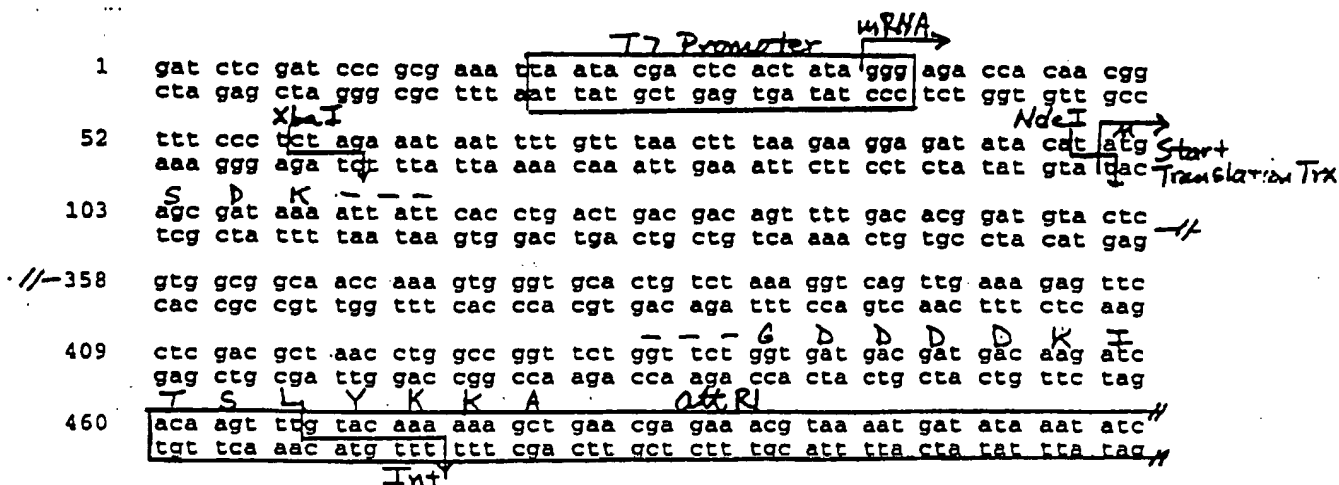 T7 Promoter mRNA
1 gat ctc gat ccc gcg aaa tta ata cga ctc act ata ggg aga cca caa cgg
cta gag cta ggg cgc ttt aat tat gct gag tga tat ccc tct ggt gtt gcc
XbaI NdeI M
52 ttt ccc tct aga aat aat ttt gtt taa ctt taa gaa gga gat ata cat atg Start
aaa ggg aga tct tta tta aaa caa att gaa att ctt cct cta tat gta tac Translation Trx
S D K - - -
103 agc gat aaa att att cac ctg act gac gac agt ttt gac acg gat gta ctc
tcg cta ttt taa taa gtg gac tga ctg ctg tca aaa ctg tgc cta cat gag -//
.//-358 gtg gcg gca acc aaa gtg ggt gca ctg tct aaa ggt cag ttg aaa gag ttc
cac cgc cgt tgg ttt cac cca cgt gac aga ttt cca gtc aac ttt ctc aag
- - - G D D D D K I
409 ctc gac gct aac ctg gcc ggt tct ggt tct ggt gat gac gat gac aag atc
gag ctg cga ttg gac cgg cca aga cca aga cca cta ctg cta ctg ttc tag
T S L Y K K A attR1
460 aca agt ttg tac aaa aaa gct gaa cga gaa acg taa aat gat ata aat atc
tgt tca aac atg ttt ttt cga ctt gct ctt tgc att tta cta tat tta tag
Int